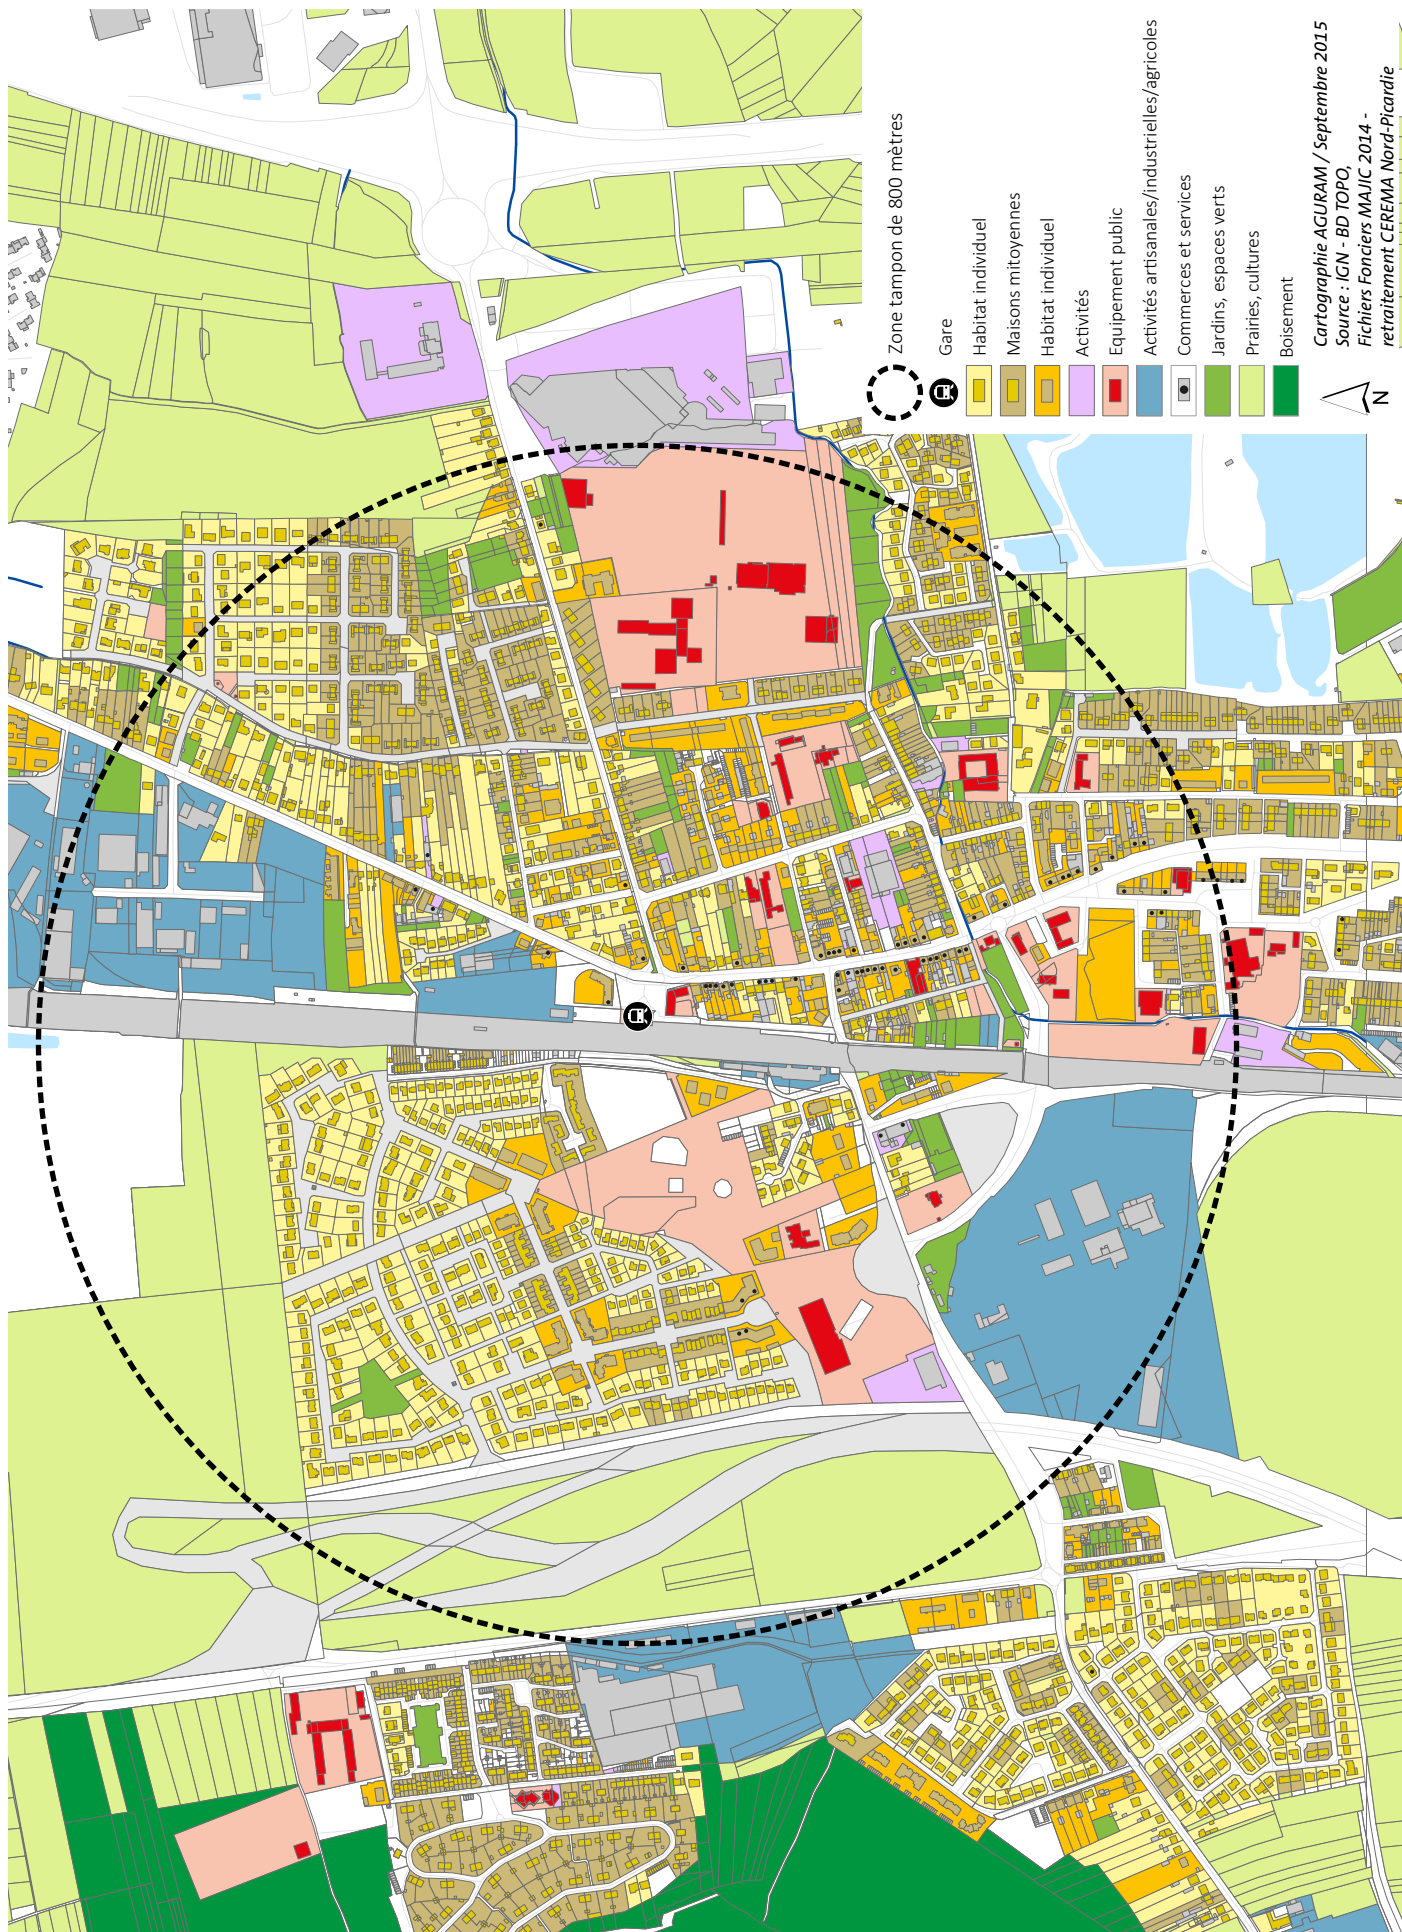 Zone tampon de 800 mètres
Gare
Habitat individuel
Maisons mitoyennes
Habitat individuel
Activités
Equipement public
Activités artisanales/industrielles/agricoles
Commerces et services
Jardins, espaces verts
Prairies, cultures
Boisement
Cartographie AGURAM / Septembre 2015
Source : IGN - BD TOPO,
Fichiers Fonciers MAJIC 2014 -
retraitement CEREMA Nord-Picardie
N